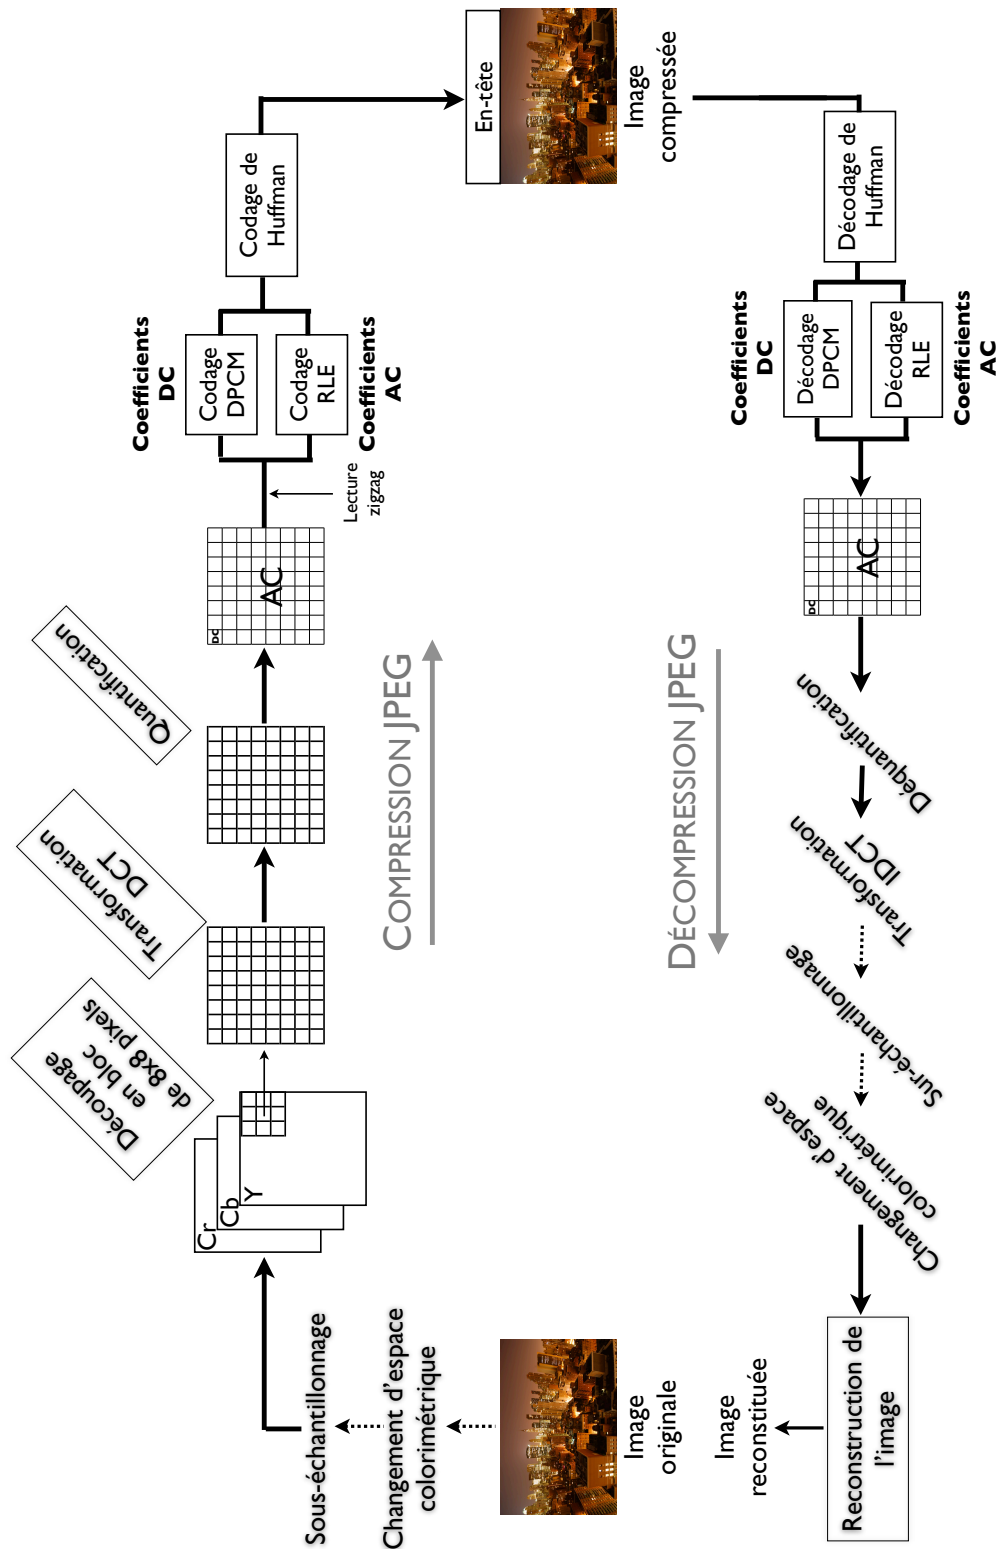 Image
originale
Changement d'espace
colorimétrique
Sous-échantillonnage
Cr
Cb
Y
Découpage
en bloc
de 8x8 pixels
Transformation
DCT
Quantification
DC
AC
Lecture
zigzag
Coefficients
DC
Codage
DPCM
Codage
RLE
Coefficients
AC
Codage de
Huffman
COMPRESSION JPEG
En-tête
Image
compressée
DÉCOMPRESSION JPEG
Décodage de
Huffman
Coefficients
DC
Décodage
DPCM
Décodage
RLE
Coefficients
AC
DC
AC
Déquantification
Transformation
IDCT
Sur-échantillonnage
Changement d'espace
colorimétrique
Reconstruction de
l'image
Image
reconstituée